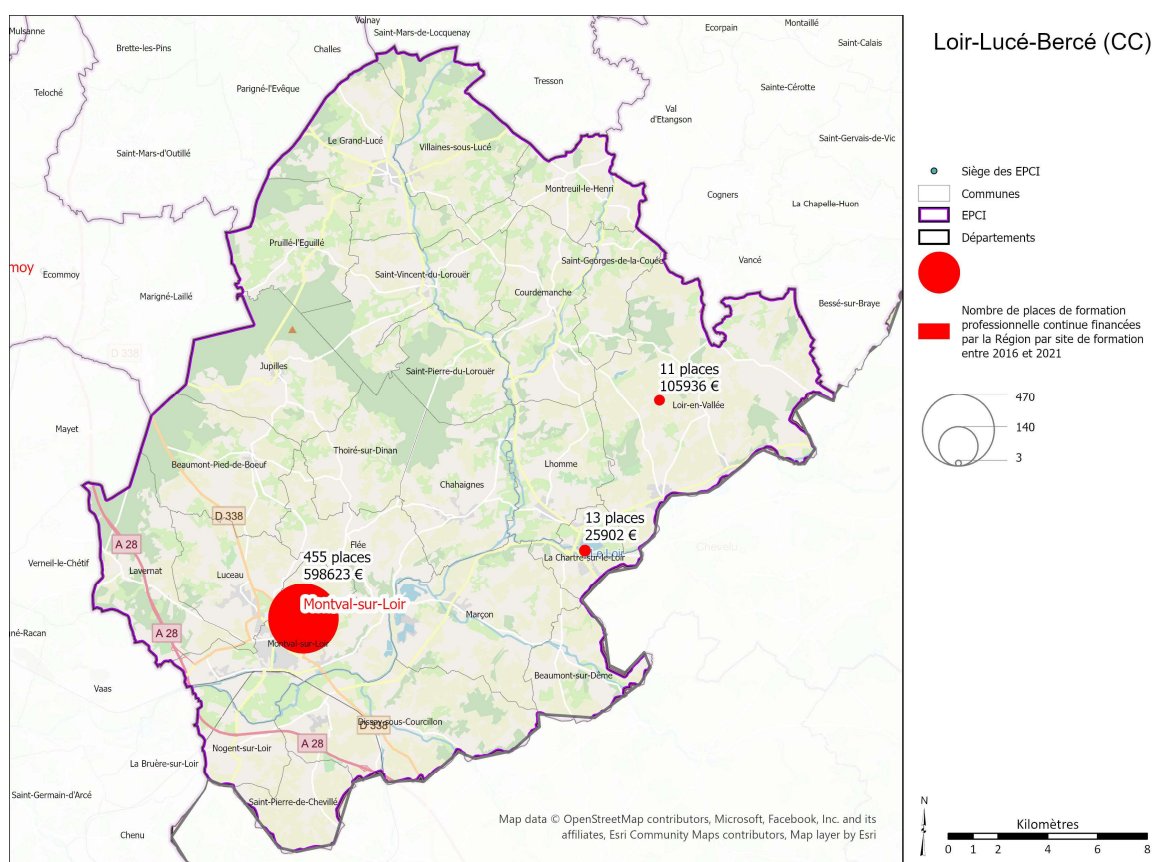 Mulsanne
Brette-les-Pins
Challes
Volnay
Saint-Mars-de-Locquenay
Ecorpain
Montaillé
Saint-Calais
Teloché
Parigné-l'Evêque
Tresson
Sainte-Cérotte
Val
d'Etangson
Saint-Mars-d'Outillé
Le Grand-Lucé
Villaines-sous-Lucé
Saint-Gervais-de-Vic
Montreuil-le-Henri
Cogners
La Chapelle-Huon
Pruillé-l'Eguillé
Saint-Georges-de-la-Couée
Vancé
moy
Ecommoy
Saint-Vincent-du-Lorouër
Courdemanche
Marigné-Laillé
Bessé-sur-Braye
D 338
Jupilles
Saint-Pierre-du-Lorouër
11 places
105936 €
Loir-en-Vallée
Mayet
Thoiré-sur-Dinan
Beaumont-Pied-de-Boeuf
Lhomme
Chahaignes
D 338
13 places
25902 €
A 28
Flée
Le Loir
La Chartre-sur-le-Loir
455 places
598623 €
Verneil-le-Chétif
Lavernat
Luceau
Montval-sur-Loir
Marçon
né-Racan
A 28
Montval-sur-Loir
Beaumont-sur-Dême
Vaas
Dissay-sous-Courcillon
D 338
A 28
Nogent-sur-Loir
La Bruère-sur-Loir
Saint-Germain-d'Arcé
Saint-Pierre-de-Chevillé
Chenu
Map data © OpenStreetMap contributors, Microsoft, Facebook, Inc. and its
affiliates, Esri Community Maps contributors, Map layer by Esri
Loir-Lucé-Bercé (CC)
Siège des EPCI
Communes
EPCI
Départements
Nombre de places de formation
professionnelle continue financées
par la Région par site de formation
entre 2016 et 2021
470
140
3
N
Kilomètres
0 1 2 4 6 8